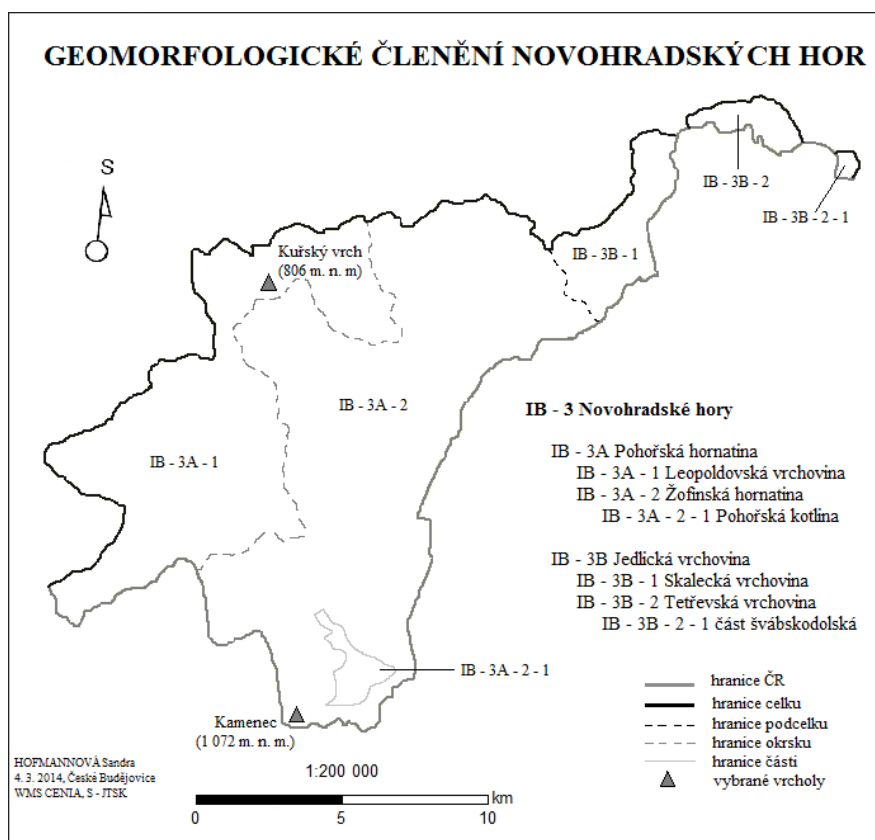 GEOMORFOLOGICKÉ ČLENĚNÍ NOVOHRADSKÝCH HOR
S
IB - 3B - 2
IB - 3B - 2 - 1
Kuřský vrch
(806 m. n. m)
IB - 3B - 1
IB - 3A - 2
IB - 3A - 1
IB - 3 Novohradské hory
IB - 3A Pohořská hornatina
IB - 3A - 1 Leopoldovská vrchovina
IB - 3A - 2 Žofinská hornatina
IB - 3A - 2 - 1 Pohořská kotlina
IB - 3B Jedlická vrchovina
IB - 3B - 1 Skalecká vrchovina
IB - 3B - 2 Tetřevská vrchovina
IB - 3B - 2 - 1 část švábskodolská
IB - 3A - 2 - 1
Kamenec
(1 072 m. n. m.)
hranice ČR
hranice celku
hranice podcelku
hranice okrsku
hranice části
vybrané vrcholy
HOFMANNOVÁ Sandra
4. 3. 2014, České Budějovice
WMS CENIA, S - JTSK
1:200 000
km
0 5 10